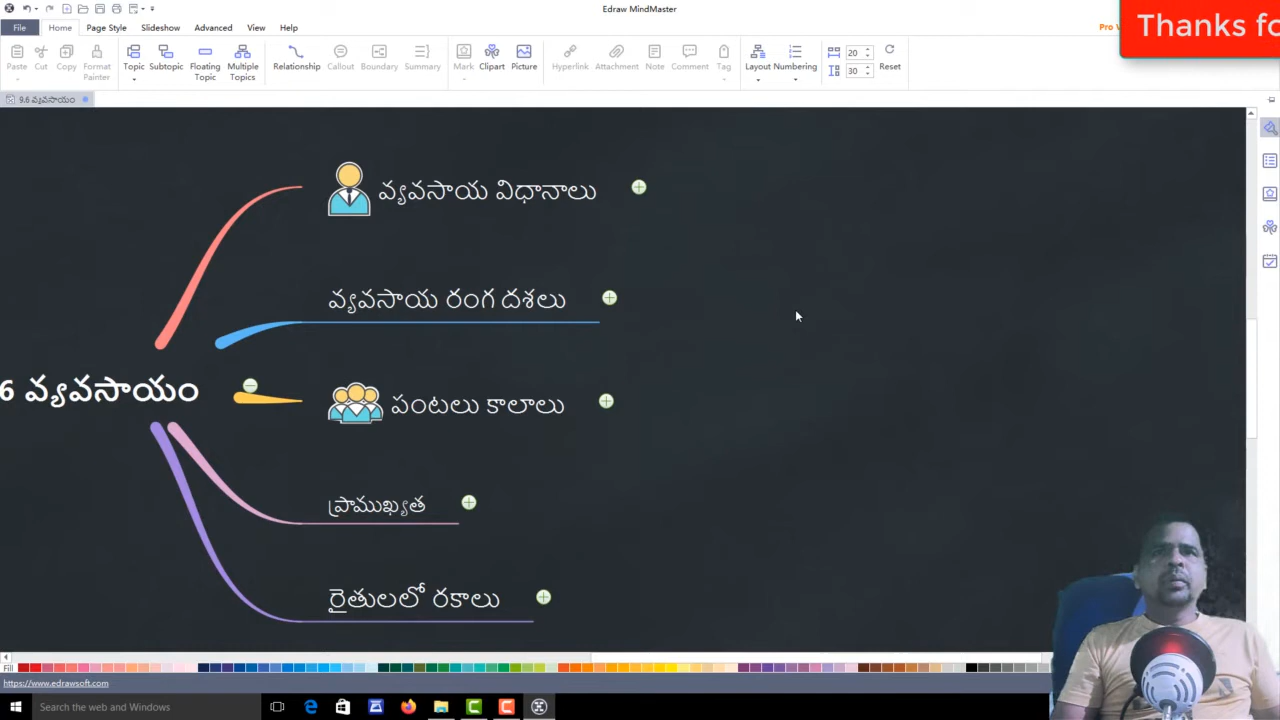 Edraw MindMaster
Thanks fo
File Home Page Style Slideshow Advanced View Help
Pro
Paste Cut Copy Format Painter Topic Subtopic Floating Topic Multiple Topics Relationship Callout Boundary Summary Mark Clipart Picture Hyperlink Attachment Note Comment Tag Layout Numbering 20 30 Reset
9.6 వ్యవసాయం
వ్యవసాయ విధానాలు
వ్యవసాయ రంగ దశలు
6 వ్యవసాయం
పంటలు కాలాలు
ప్రాముఖ్యత
రైతులలో రకాలు
Fill
https://www.edrawsoft.com
Search the web and Windows